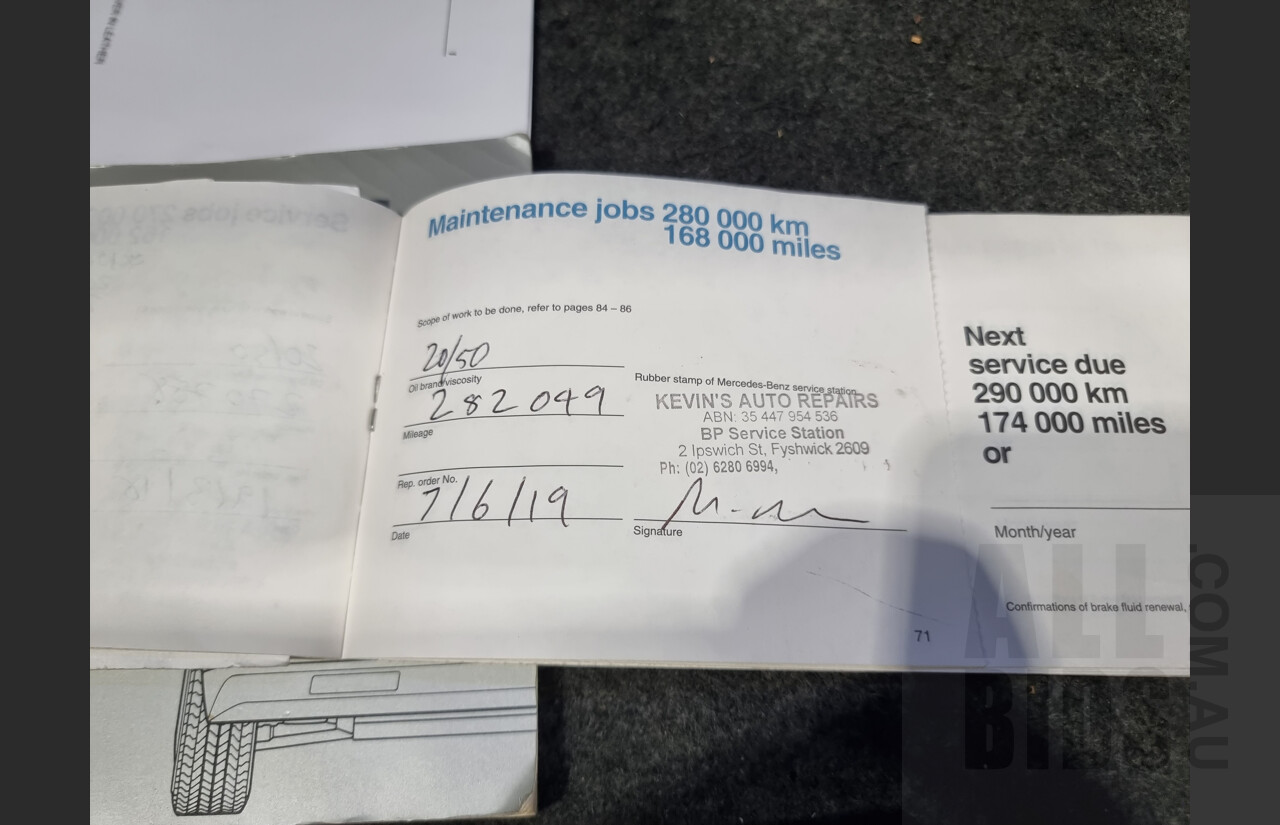 Maintenance jobs 280 000 km
168 000 miles
Scope of work to be done, refer to pages 84 – 86
20/50
Oil brand/viscosity
282 049
Mileage
Rep. order No.
7/6/19
Date
Rubber stamp of Mercedes-Benz service station
KEVIN'S AUTO REPAIRS
ABN: 35 447 954 536
BP Service Station
2 Ipswich St, Fyshwick 2609
Ph: (02) 6280 6994,
Signature
71
Next
service due
290 000 km
174 000 miles
or
Month/year
Confirmations of brake fluid renewal,
ALL
BIDS
.COM.AU